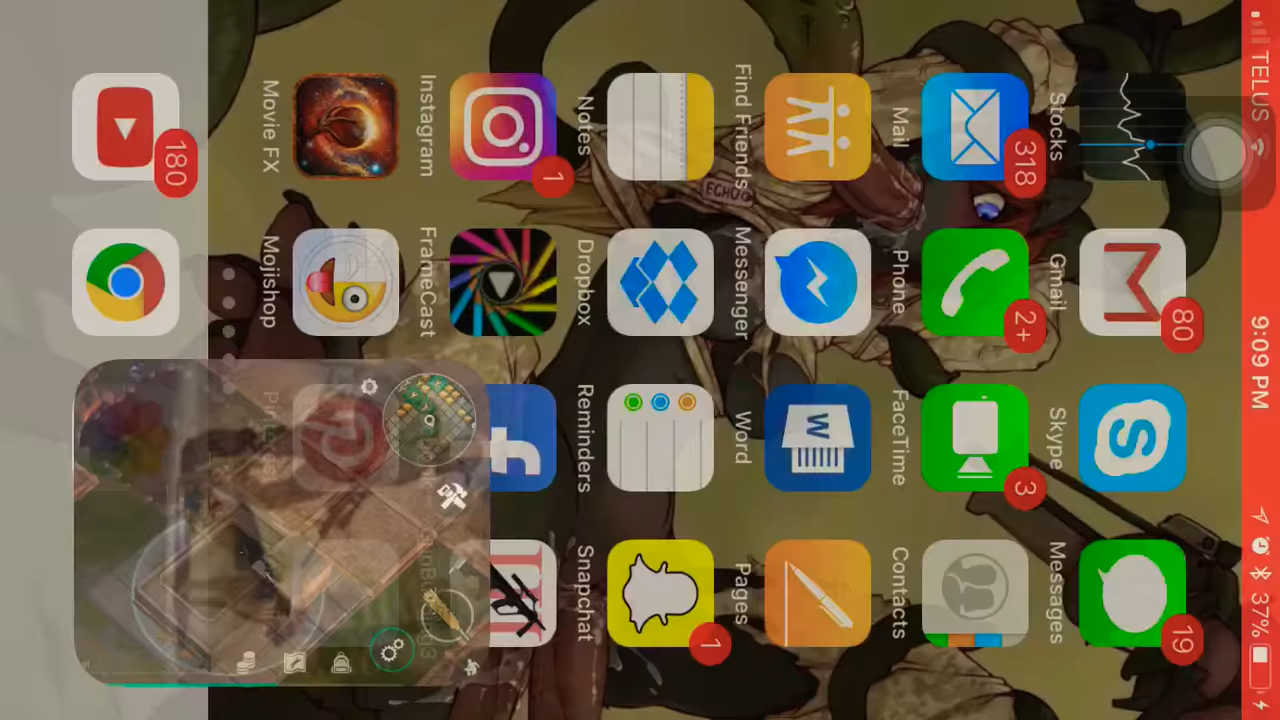 TELUS 9:09 PM 37%
80 19
Stocks Gmail Skype Messages
318 2+ 3
Mail Phone FaceTime Contacts
W
ECHO
Find Friends Messenger Word Pages
1
Notes Dropbox Reminders Snapchat
1
Instagram FrameCast
Movie FX Mojishop
180